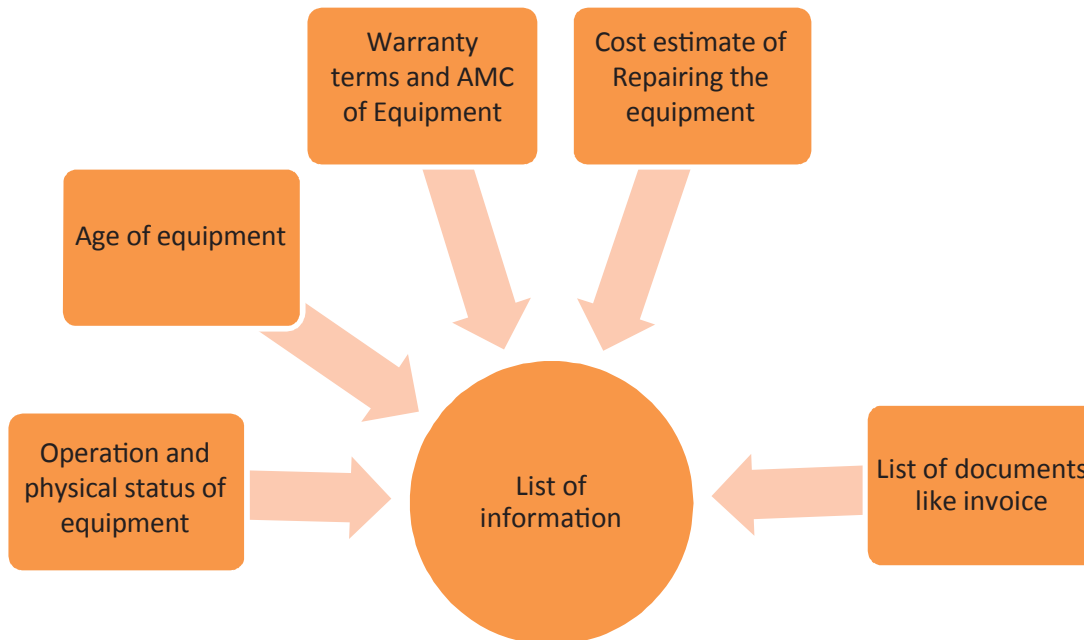 Warranty
terms and AMC
of Equipment
Cost estimate of
Repairing the
equipment
Age of equipment
Operation and
physical status of
equipment
List of
information
List of documents
like invoice